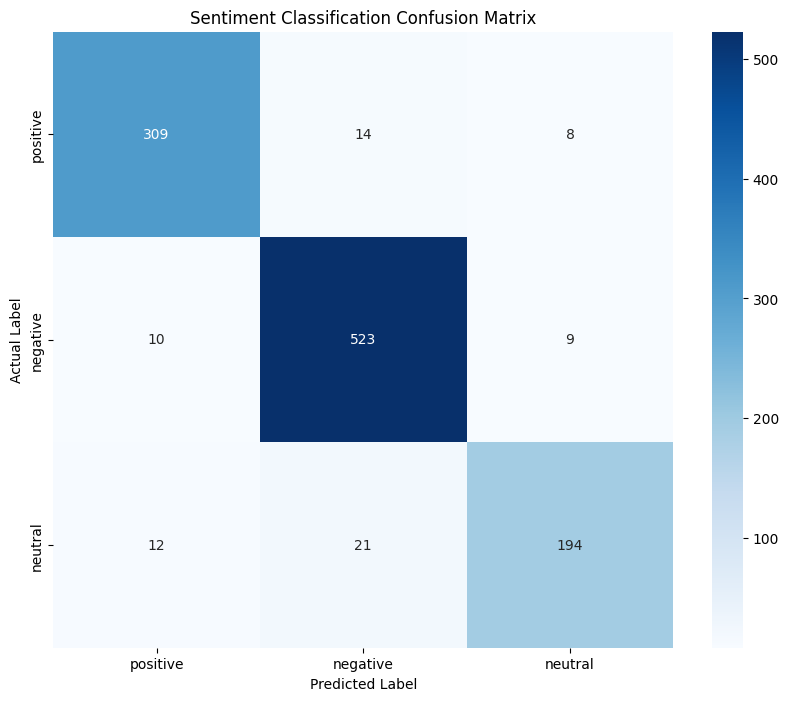 Sentiment Classification Confusion Matrix
Actual Label
positive
309 14 8
negative
10 523 9
neutral
12 21 194
positive negative neutral
Predicted Label
500
400
300
200
100